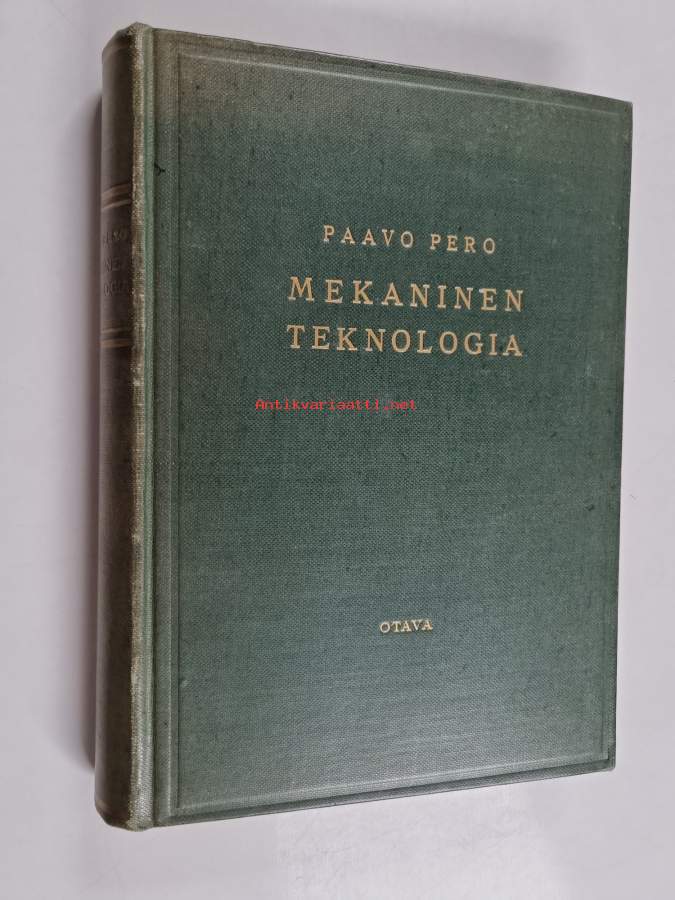 PAAVO PERO
MEKANINEN
TEKNOLOGIA
Antikvariaatti.net
OTAVA